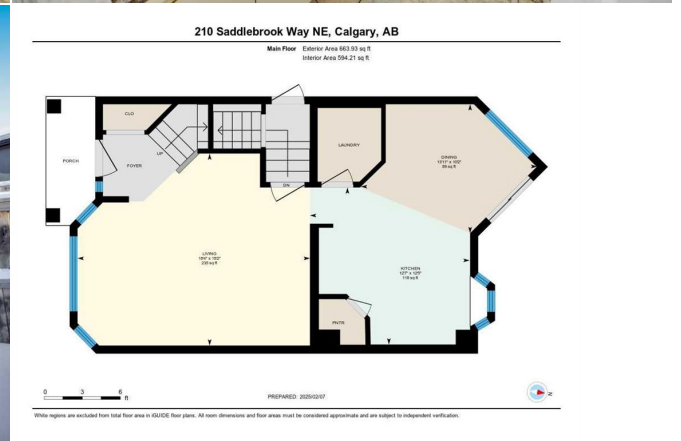 210 Saddlebrook Way NE, Calgary, AB
Main Floor Exterior Area 663.93 sq ft
Interior Area 594.21 sq ft
CLO
PORCH
FOYER
UP
LAUNDRY
DINING
DN
LIVING
KITCHEN
PNTR
0 3 6
ft
PREPARED: 2025/02/07
N
White regions are excluded from total floor area in iGUIDE floor plans. All room dimensions and floor areas must be considered approximate and are subject to independent verification.